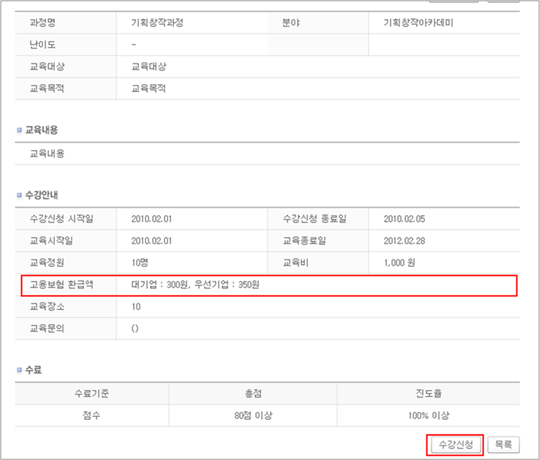 과정명 기획창작과정 분야 기획창작아카데미
난이도 -
교육대상 교육대상
교육목적 교육목적
교육내용
교육내용
수강안내
수강신청 시작일 2010.02.01 수강신청 종료일 2010.02.05
교육시작일 2010.02.01 교육종료일 2012.02.28
교육정원 10명 교육비 1,000 원
고용보험 환급액 대기업 : 300원, 우선기업 : 350원
교육장소 10
교육문의 ()
수료
수료기준 총점 진도율
점수 80점 이상 100% 이상
수강신청 목록